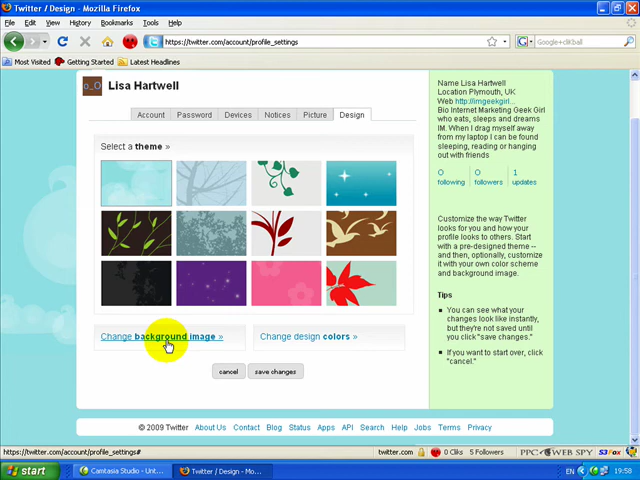 Twitter / Design - Mozilla Firefox
File Edit View History Bookmarks Tools Help
https://twitter.com/account/profile_settings
Google+cliKball
Most Visited Getting Started Latest Headlines
o_O Lisa Hartwell
Account Password Devices Notices Picture Design
Select a theme »
Change background image »
Change design colors »
cancel save changes
Name Lisa Hartwell
Location Plymouth, UK
Web http://imgeekgirl...
Bio Internet Marketing Geek Girl
who eats, sleeps and dreams
IM. When I drag myself away
from my laptop I can be found
sleeping, reading or hanging
out with friends
0 0 1
following followers updates
Customize the way Twitter
looks for you and how your
profile looks to others. Start
with a pre-designed theme --
and then, optionally, customize
it with your own color scheme
and background image.
Tips
You can see what your
changes look like instantly,
but they're not saved until
you click "save changes."
If you want to start over, click
"cancel."
© 2009 Twitter About Us Contact Blog Status Apps API Search Help Jobs Terms Privacy
https://twitter.com/account/profile_settings#
twitter.com 0 Cliks 5 Followers PPC WEB SPY S3Fox
start Camtasia Studio - Unt... Twitter / Design - Mo... EN 19:58